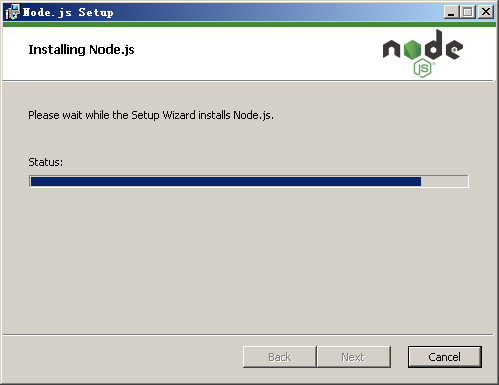 Node.js Setup
Installing Node.js
node
JS
Please wait while the Setup Wizard installs Node.js.
Status:
Back
Next
Cancel